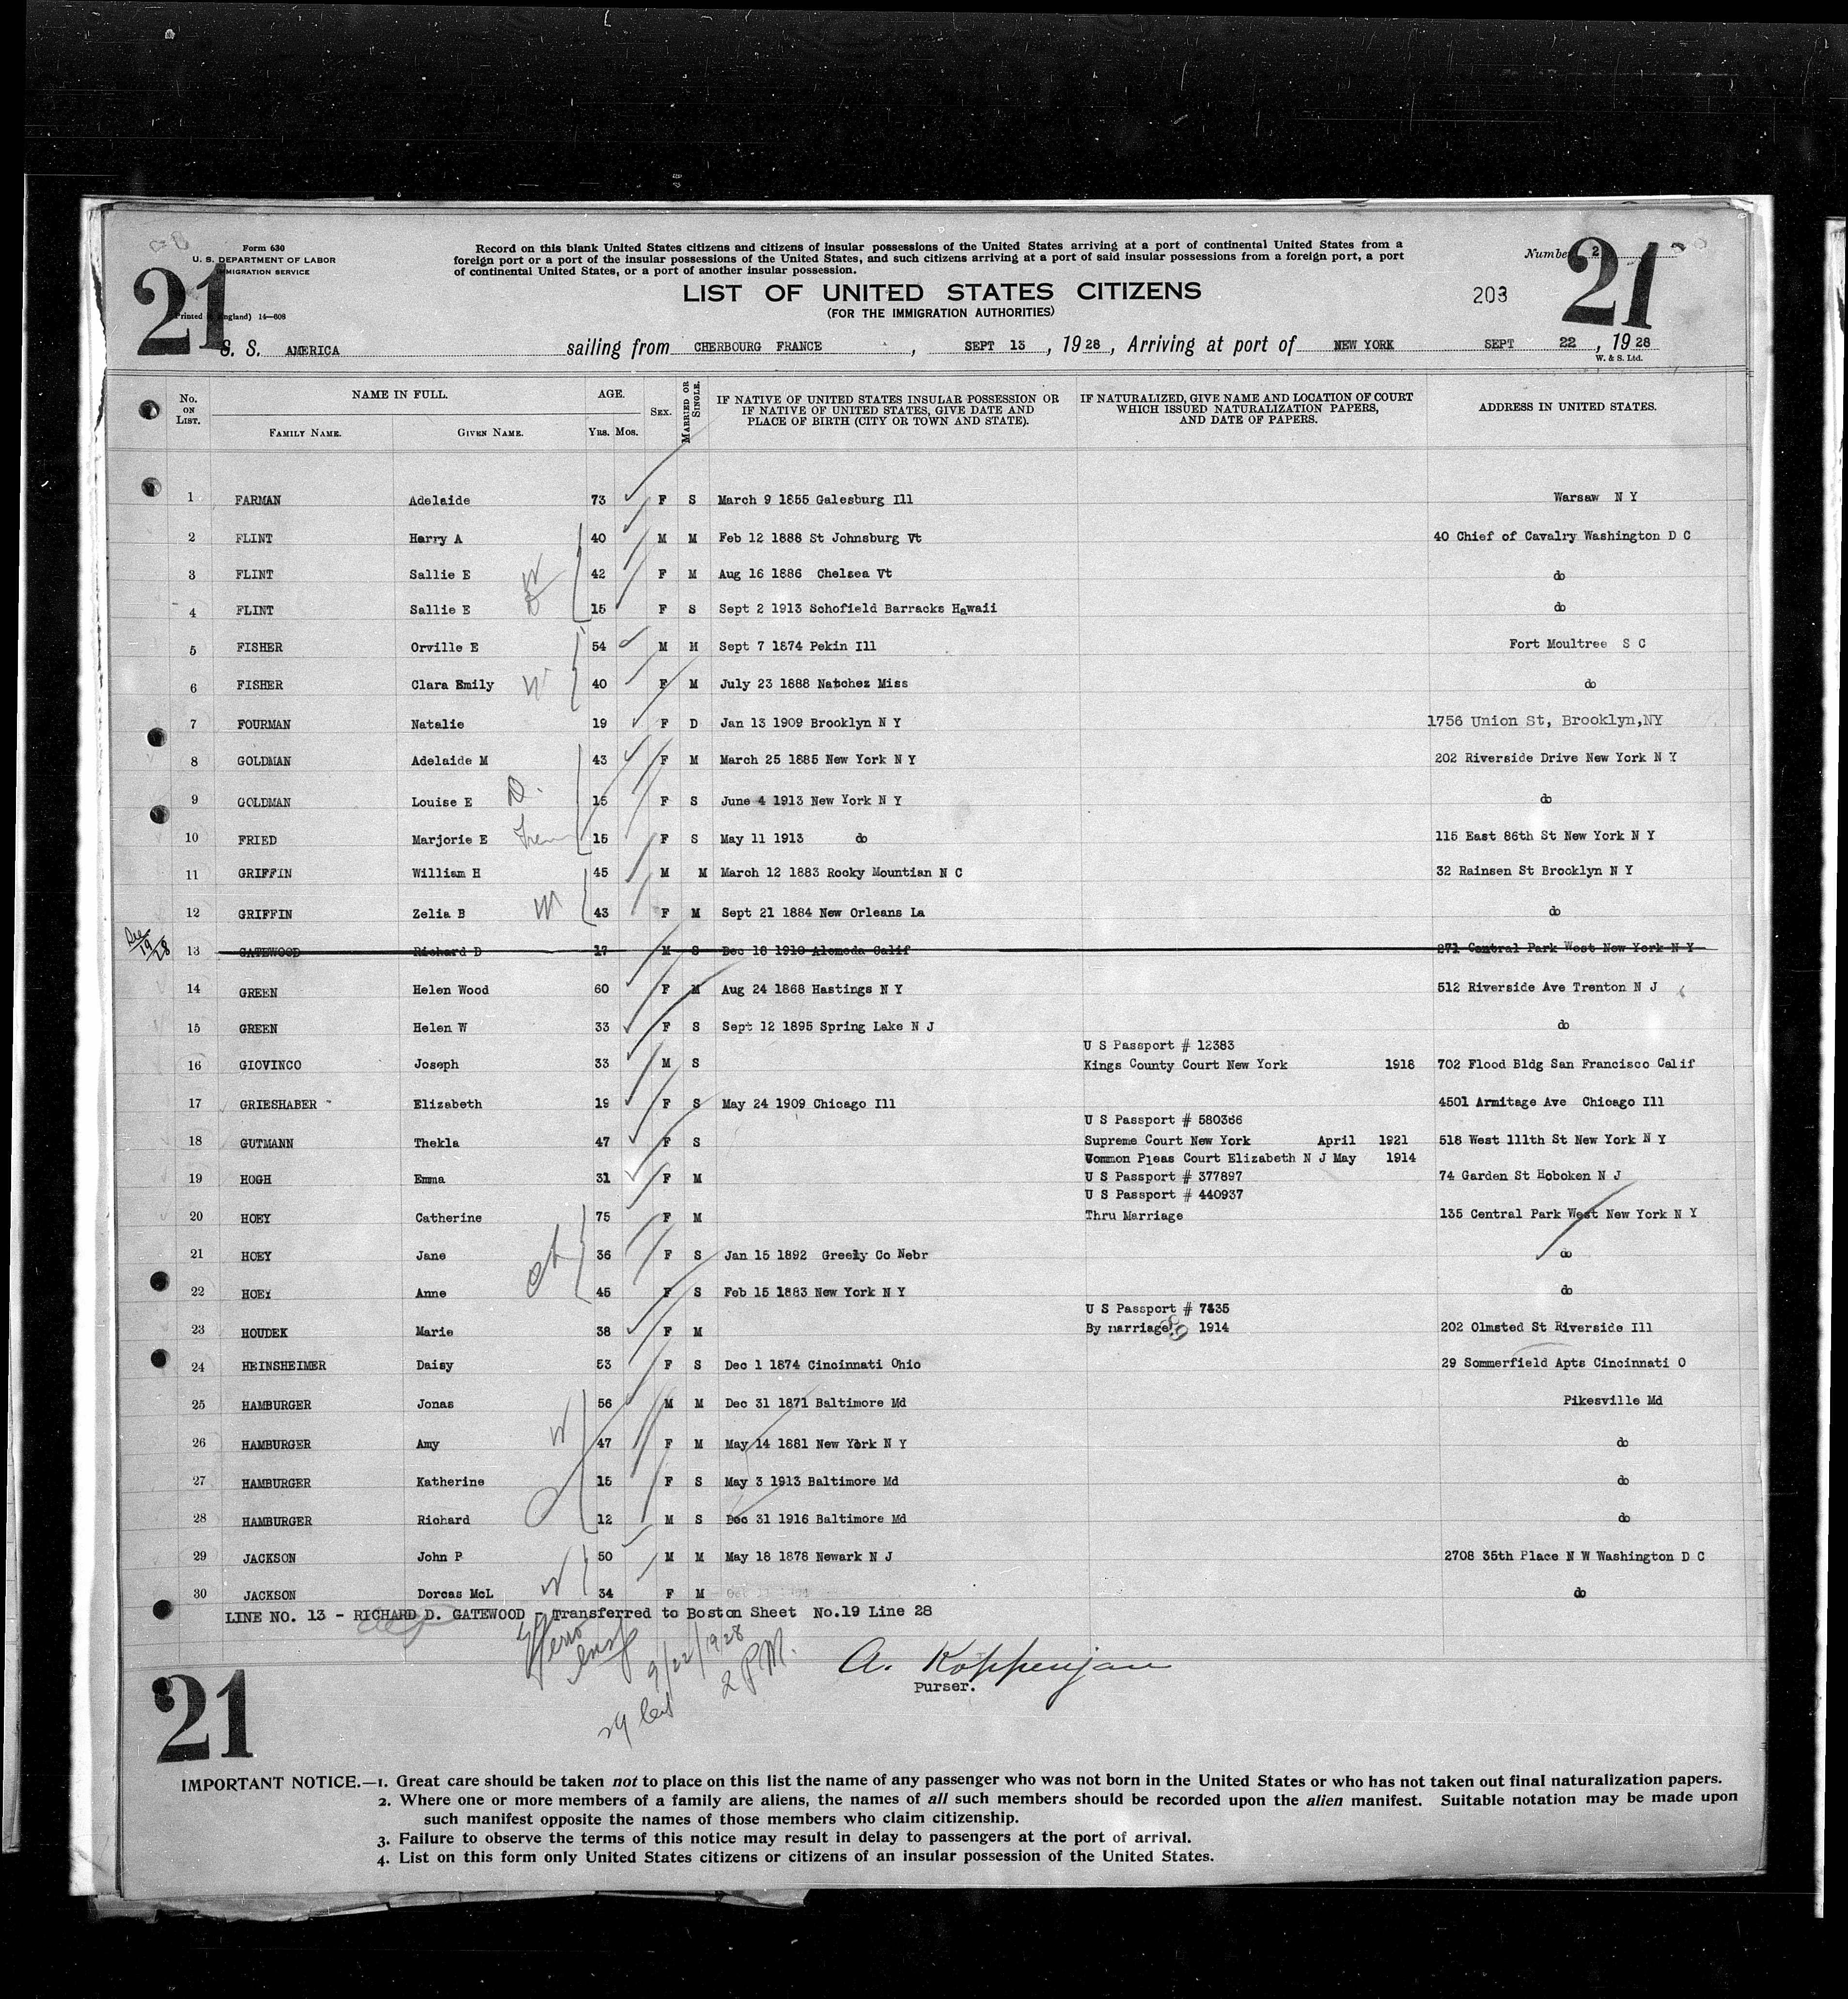 Form 630
U. S. DEPARTMENT OF LABOR
IMMIGRATION SERVICE
21
(Printed England) 14—608
Record on this blank United States citizens and citizens of insular possessions of the United States arriving at a port of continental United States from a
foreign port or a port of the insular possessions of the United States, and such citizens arriving at a port of said insular possessions from a foreign port, a port
of continental United States, or a port of another insular possession.
Number 2
21
LIST OF UNITED STATES CITIZENS
(FOR THE IMMIGRATION AUTHORITIES)
203
S. S. AMERICA sailing from CHERBOURG FRANCE, SEPT 13, 1928, Arriving at port of NEW YORK SEPT 22, 1928
W. & S. Ltd.
No. ON LIST. NAME IN FULL. FAMILY NAME. GIVEN NAME. AGE. Yrs. Mos. SEX. MARRIED OR SINGLE. IF NATIVE OF UNITED STATES INSULAR POSSESSION OR IF NATIVE OF UNITED STATES, GIVE DATE AND PLACE OF BIRTH (CITY OR TOWN AND STATE). IF NATURALIZED, GIVE NAME AND LOCATION OF COURT WHICH ISSUED NATURALIZATION PAPERS, AND DATE OF PAPERS. ADDRESS IN UNITED STATES.
1 FARMAN Adelaide 73 F S March 9 1855 Galesburg Ill Warsaw N Y
2 FLINT Harry A 40 M M Feb 12 1888 St Johnsburg Vt 40 Chief of Cavalry Washington D C
3 FLINT Sallie E W 42 F M Aug 16 1886 Chelsea Vt do
4 FLINT Sallie E D 15 F S Sept 2 1913 Schofield Barracks Hawaii do
5 FISHER Orville E 54 M M Sept 7 1874 Pekin Ill Fort Moultree S C
6 FISHER Clara Emily W 40 F M July 23 1888 Natchez Miss do
7 FOURMAN Natalie 19 F D Jan 13 1909 Brooklyn N Y 1756 Union St, Brooklyn,NY
8 GOLDMAN Adelaide M 43 F M March 25 1885 New York N Y 202 Riverside Drive New York N Y
9 GOLDMAN Louise E D. 15 F S June 4 1913 New York N Y do
10 FRIED Marjorie E 15 F S May 11 1913 do 115 East 86th St New York N Y
11 GRIFFIN William H 45 M M March 12 1883 Rocky Mountian N C 32 Rainsen St Brooklyn N Y
12 GRIFFIN Zelia B W 43 F M Sept 21 1884 New Orleans La do
Dec 19/28 13 GATEWOOD Richard D 17 M S Dec 18 1910 Alameda Calif 271 Central Park West New York N Y
14 GREEN Helen Wood 60 F M Aug 24 1868 Hastings N Y 512 Riverside Ave Trenton N J
15 GREEN Helen W 33 F S Sept 12 1895 Spring Lake N J do
U S Passport # 12383
16 GIOVINCO Joseph 33 M S Kings County Court New York 1918 702 Flood Bldg San Francisco Calif
17 GRIESHABER Elizabeth 19 F S May 24 1909 Chicago Ill 4501 Armitage Ave Chicago Ill
U S Passport # 580366
18 GUTMANN Thekla 47 F S Supreme Court New York April 1921 518 West 111th St New York N Y
Common Pleas Court Elizabeth N J May 1914
19 HOGH Emma 31 F M U S Passport # 377897 74 Garden St Hoboken N J
U S Passport # 440937
20 HOEY Catherine 75 F M Thru Marriage 135 Central Park West New York N Y
21 HOEY Jane 36 F S Jan 15 1892 Greely Co Nebr do
22 HOEY Anne 45 F S Feb 15 1883 New York N Y do
U S Passport # 7835
23 HOUDEK Marie 38 F M By marriage 1914 202 Olmsted St Riverside Ill
24 HEINSHEIMER Daisy 53 F S Dec 1 1874 Cincinnati Ohio 29 Sommerfield Apts Cincinnati O
25 HAMBURGER Jonas 56 M M Dec 31 1871 Baltimore Md Pikesville Md
26 HAMBURGER Amy W 47 F M May 14 1881 New York N Y do
27 HAMBURGER Katherine 15 F S May 3 1913 Baltimore Md do
28 HAMBURGER Richard 12 M S Dec 31 1916 Baltimore Md do
29 JACKSON John P 50 M M May 18 1878 Newark N J 2708 35th Place N W Washington D C
30 JACKSON Dorcas McL W 34 F M do
LINE NO. 13 - RICHARD D. GATEWOOD - Transferred to Boston Sheet No.19 Line 28
9/22/1928
2 PM.
A. Koppenjan
Purser.
21
IMPORTANT NOTICE.—1. Great care should be taken not to place on this list the name of any passenger who was not born in the United States or who has not taken out final naturalization papers.
2. Where one or more members of a family are aliens, the names of all such members should be recorded upon the alien manifest. Suitable notation may be made upon
such manifest opposite the names of those members who claim citizenship.
3. Failure to observe the terms of this notice may result in delay to passengers at the port of arrival.
4. List on this form only United States citizens or citizens of an insular possession of the United States.